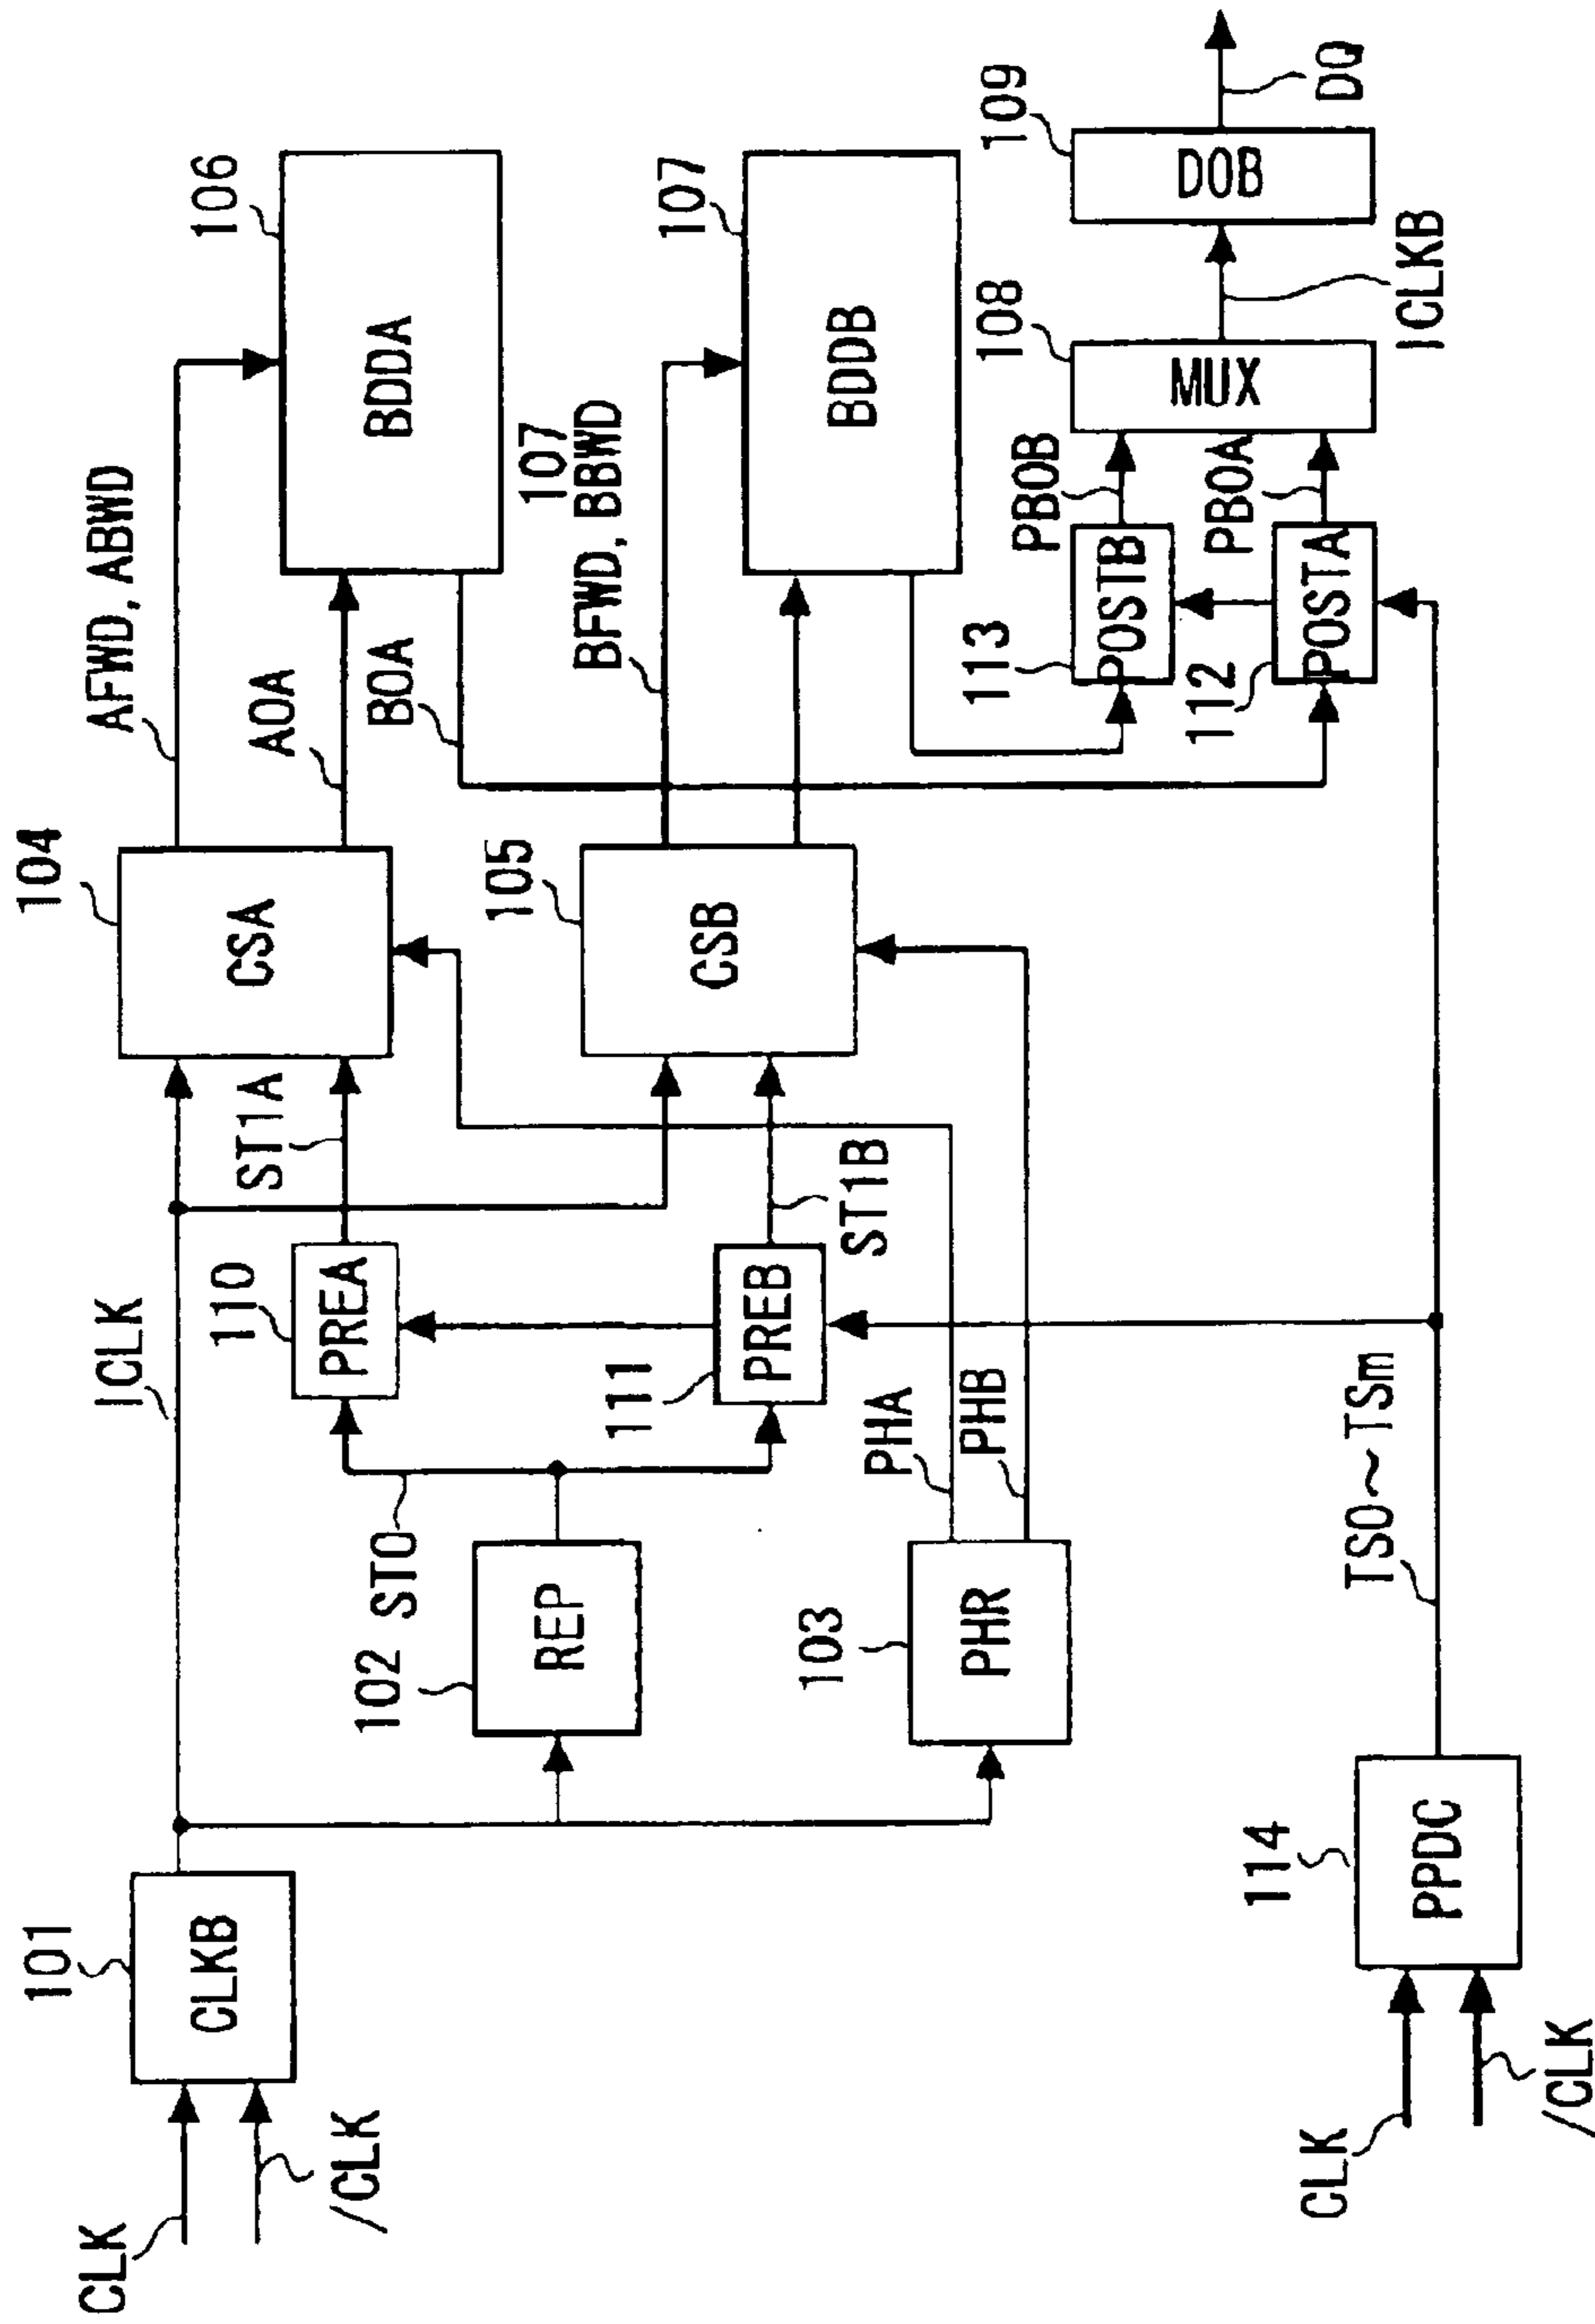 CLK
/CLK
101
CLKB
ICLK
102
REP
ST0
103
PHR
PHA
PHB
110
PREA
111
PREB
ST1A
ST1B
104
CSA
105
CSB
AFWD, ABWD
A0A
B0A
BFWD, BBWD
107
106
BDDA
107
BDDB
CLK
/CLK
114
PPDC
TS0~TSm
113
POSTB
112
POSTA
PBOB
PBOA
108
MUX
ICLKB
109
DOB
DQ